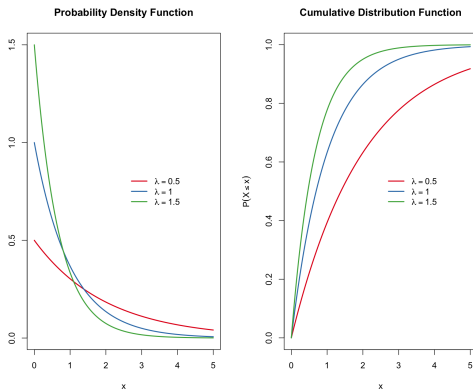 Probability Density Function
1.5
1.0
0.5
0.0
λ = 0.5
λ = 1
λ = 1.5
0 1 2 3 4 5
x
Cumulative Distribution Function
P(X ≤ x)
1.0
0.8
0.6
0.4
0.2
0.0
λ = 0.5
λ = 1
λ = 1.5
0 1 2 3 4 5
x